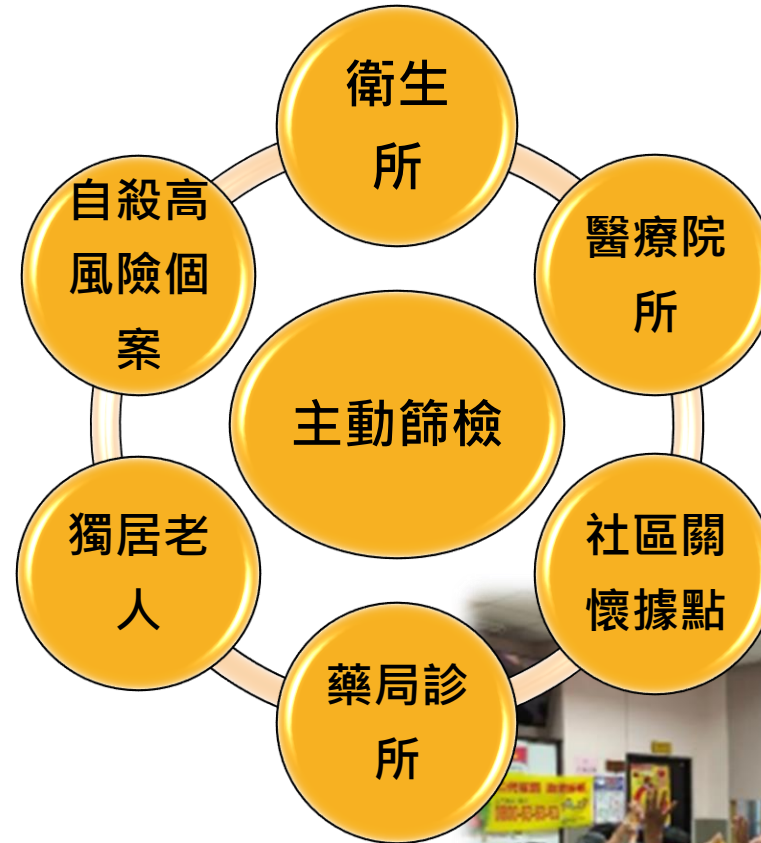 衛生
所
自殺高
風險個
案
醫療院
所
主動篩檢
獨居老
人
社區關
懷據點
藥局診
所